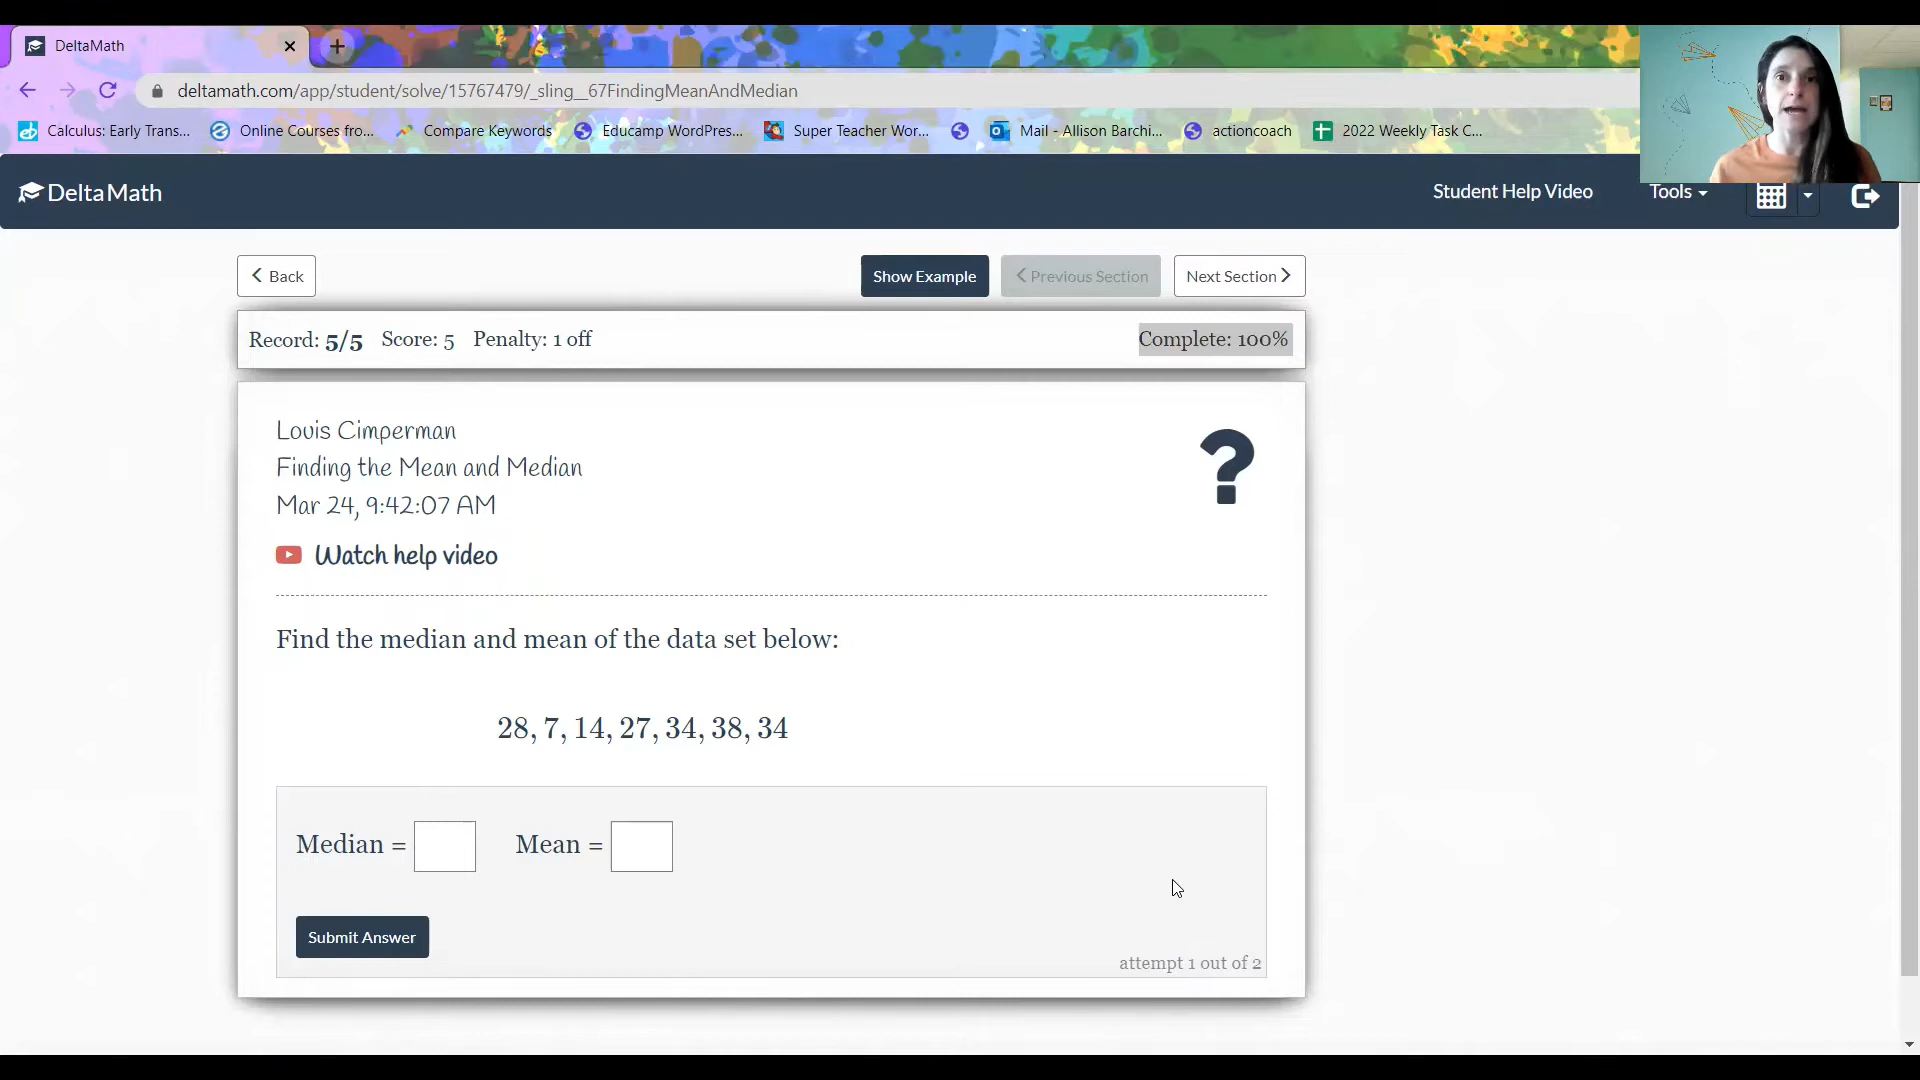 DeltaMath
deltamath.com/app/student/solve/15767479/_sling__67FindingMeanAndMedian
Calculus: Early Trans... Online Courses fro... Compare Keywords Educamp WordPres... Super Teacher Wor... Mail - Allison Barchi... actioncoach 2022 Weekly Task C...
DeltaMath Student Help Video Tools
Back Show Example Previous Section Next Section
Record: 5/5 Score: 5 Penalty: 1 off Complete: 100%
Louis Cimperman
Finding the Mean and Median
Mar 24, 9:42:07 AM
Watch help video
Find the median and mean of the data set below:
28, 7, 14, 27, 34, 38, 34
Median = Mean =
Submit Answer
attempt 1 out of 2